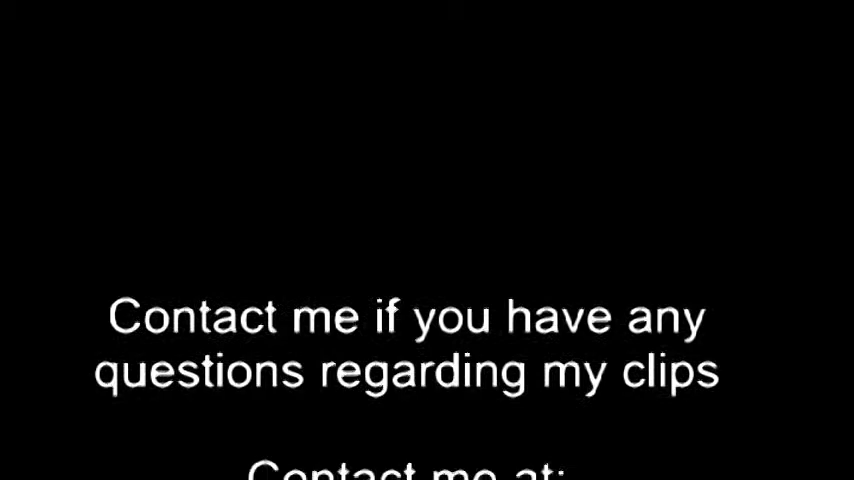 Contact me if you have any
questions regarding my clips
Contact me at: